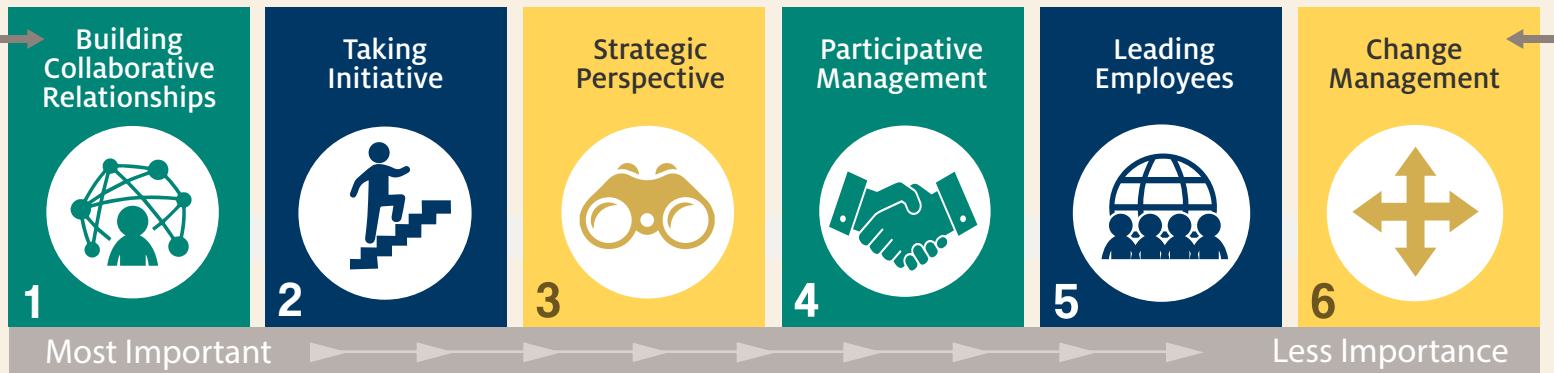 Building
Collaborative
Relationships
1
Taking
Initiative
2
Strategic
Perspective
3
Participative
Management
4
Leading
Employees
5
Change
Management
6
Most Important
Less Importance